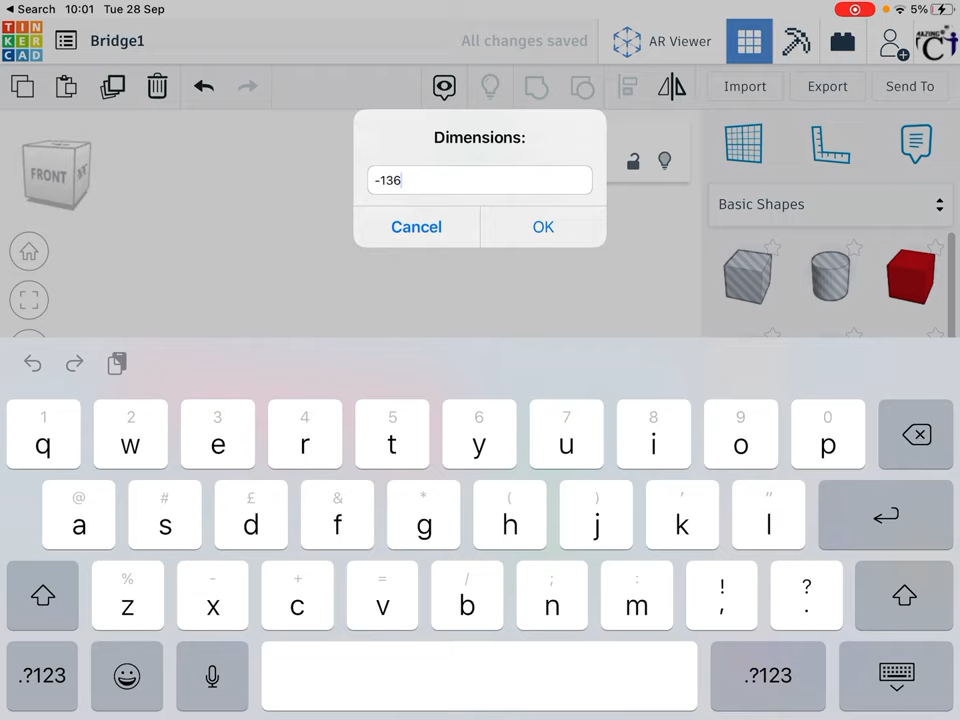 Search 10:01 Tue 28 Sep 5%
TIN
KER
CAD
Bridge1
All changes saved
AR Viewer
Import
Export
Send To
Dimensions:
-136
Cancel
OK
FRONT
Basic Shapes
1 2 3 4 5 6 7 8 9 0
q w e r t y u i o p
@ # £ & * ( ) ' "
a s d f g h j k l
% - + = / ; : ! ?
z x c v b n m , .
.?123
.?123